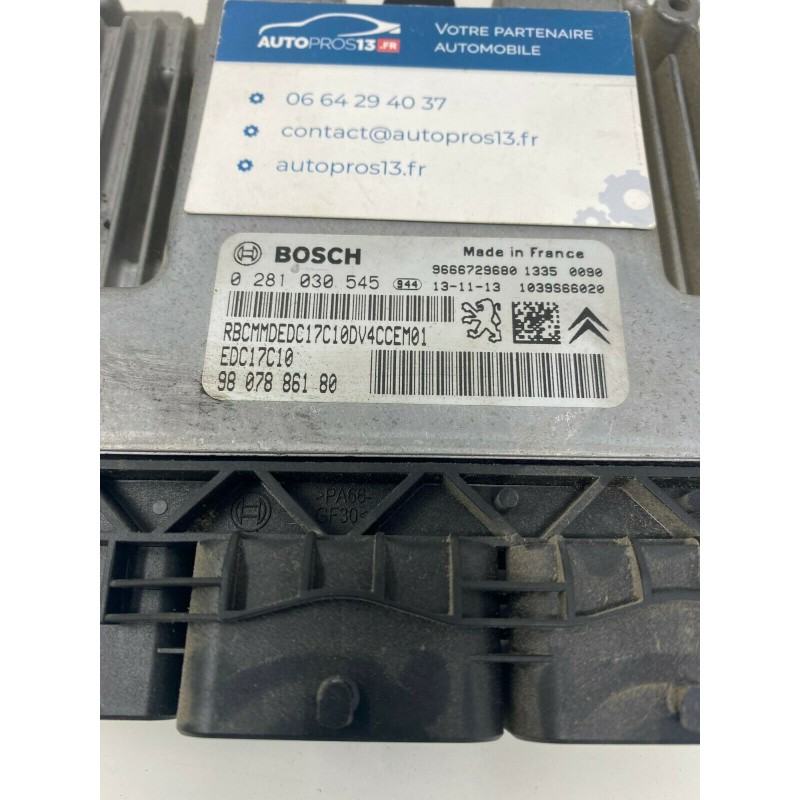 AUTOPROS13.FR
VOTRE PARTENAIRE
AUTOMOBILE
06 64 29 40 37
contact@autopros13.fr
autopros13.fr
BOSCH
Made in France
9666729680 1335 0090
0 281 030 545 944 13-11-13 1039S66020
RBCMMDEDC17C10DV4CCEM01
EDC17C10
98 078 861 80
>PA66-
GF30<